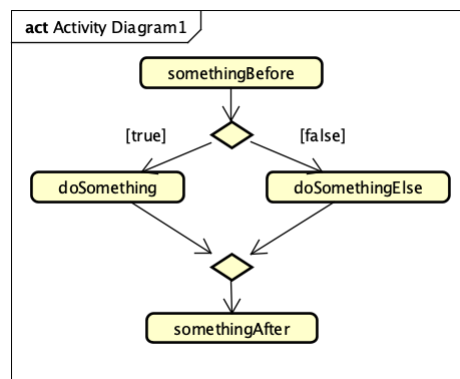 act Activity Diagram1
somethingBefore
[true] [false]
doSomething doSomethingElse
somethingAfter